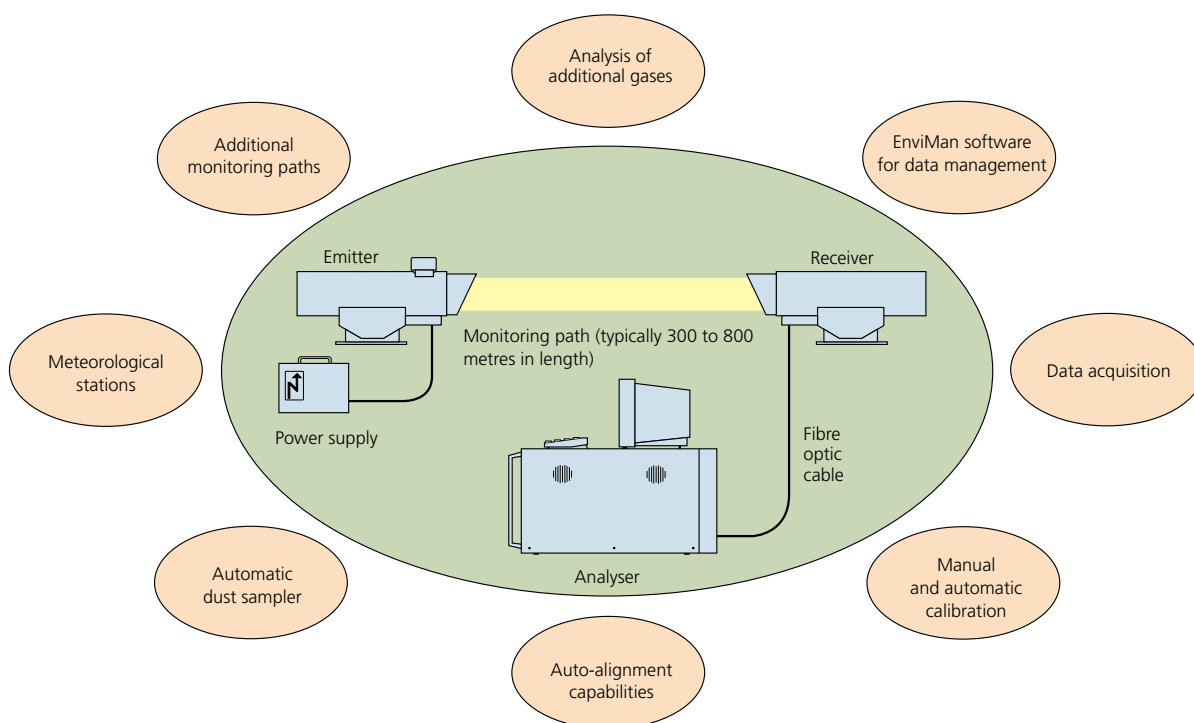 Analysis of
additional gases
Additional
monitoring paths
EnviMan software
for data management
Emitter
Receiver
Monitoring path (typically 300 to 800
metres in length)
Meteorological
stations
Data acquisition
Power supply
Fibre
optic
cable
Analyser
Automatic
dust sampler
Manual
and automatic
calibration
Auto-alignment
capabilities